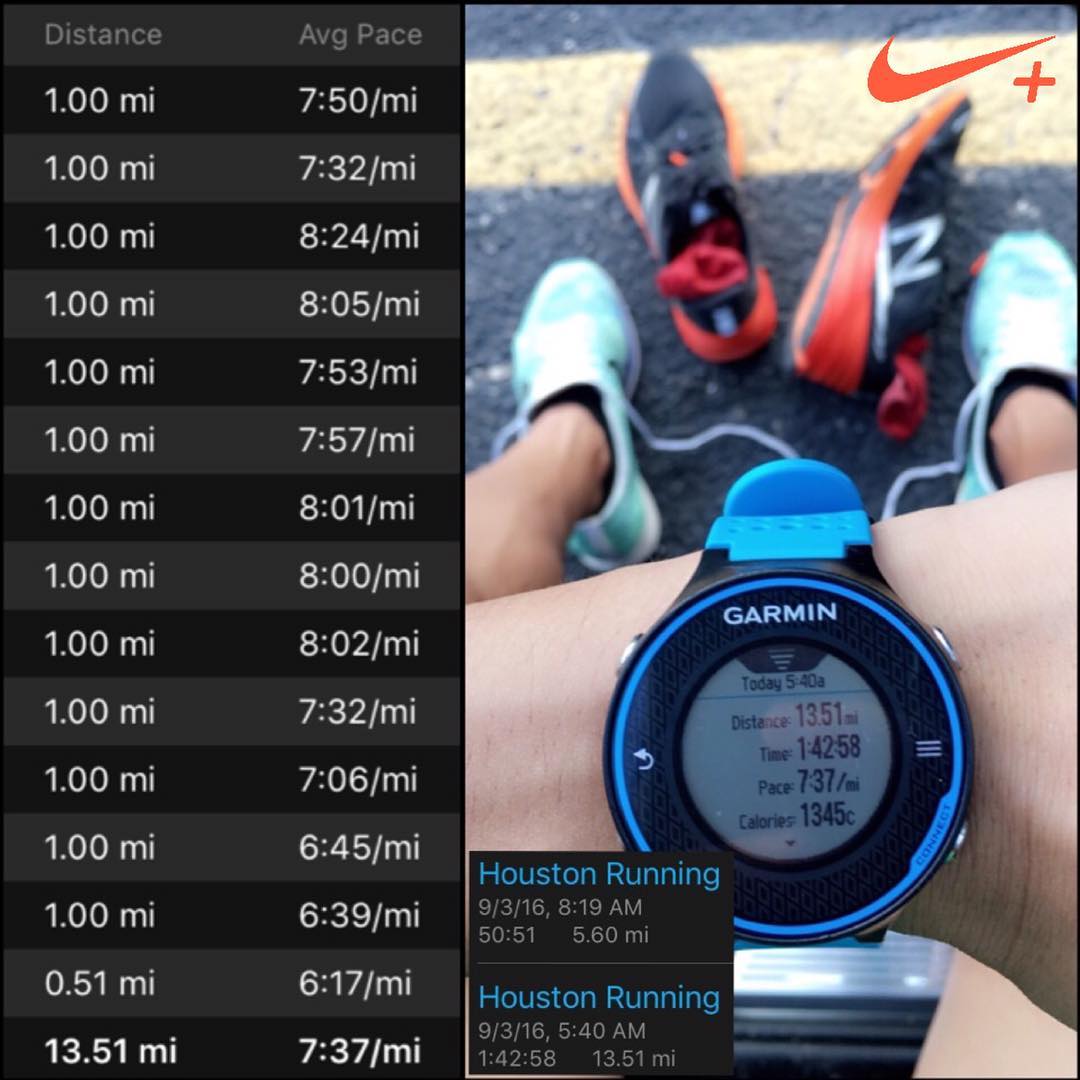 Distance Avg Pace
1.00 mi 7:50/mi
1.00 mi 7:32/mi
1.00 mi 8:24/mi
1.00 mi 8:05/mi
1.00 mi 7:53/mi
1.00 mi 7:57/mi
1.00 mi 8:01/mi
1.00 mi 8:00/mi
1.00 mi 8:02/mi
1.00 mi 7:32/mi
1.00 mi 7:06/mi
1.00 mi 6:45/mi
1.00 mi 6:39/mi
0.51 mi 6:17/mi
13.51 mi 7:37/mi
+
N
GARMIN
Today 5:40a
Distance: 13.51mi
Time: 1:42:58
Pace: 7:37/mi
Calories: 1345c
CONNECT
Houston Running
9/3/16, 8:19 AM
50:51 5.60 mi
Houston Running
9/3/16, 5:40 AM
1:42:58 13.51 mi